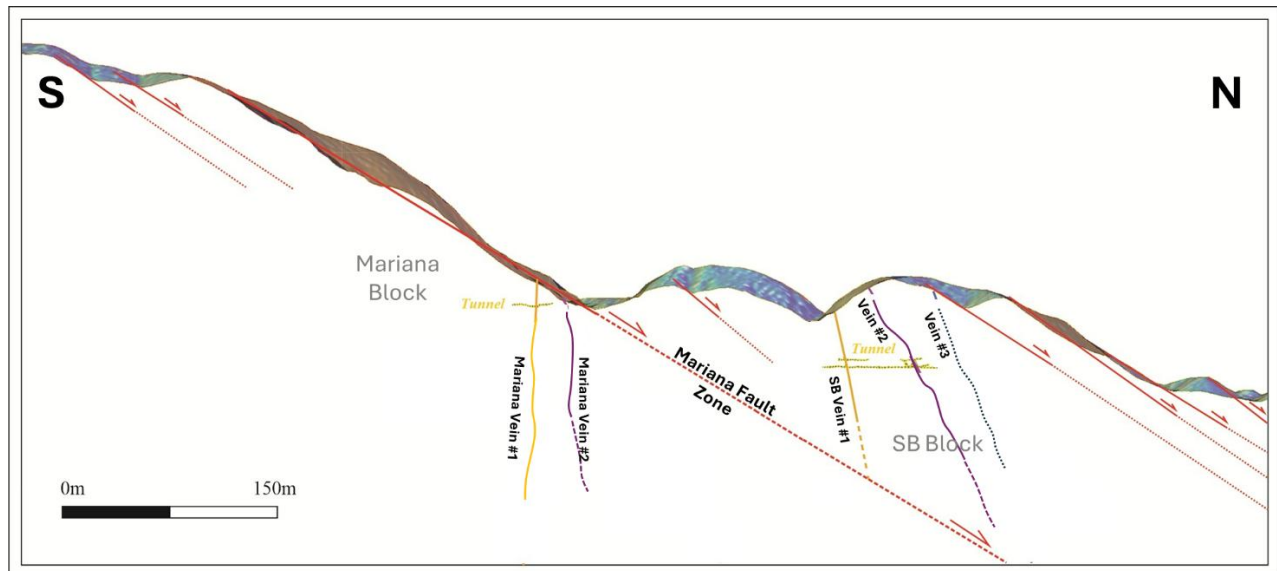 S
N
Mariana
Block
Tunnel
Mariana Vein #1
Mariana Vein #2
Mariana Fault
Zone
Vein #2
Vein #3
Tunnel
SB Vein #1
SB Block
0m
150m